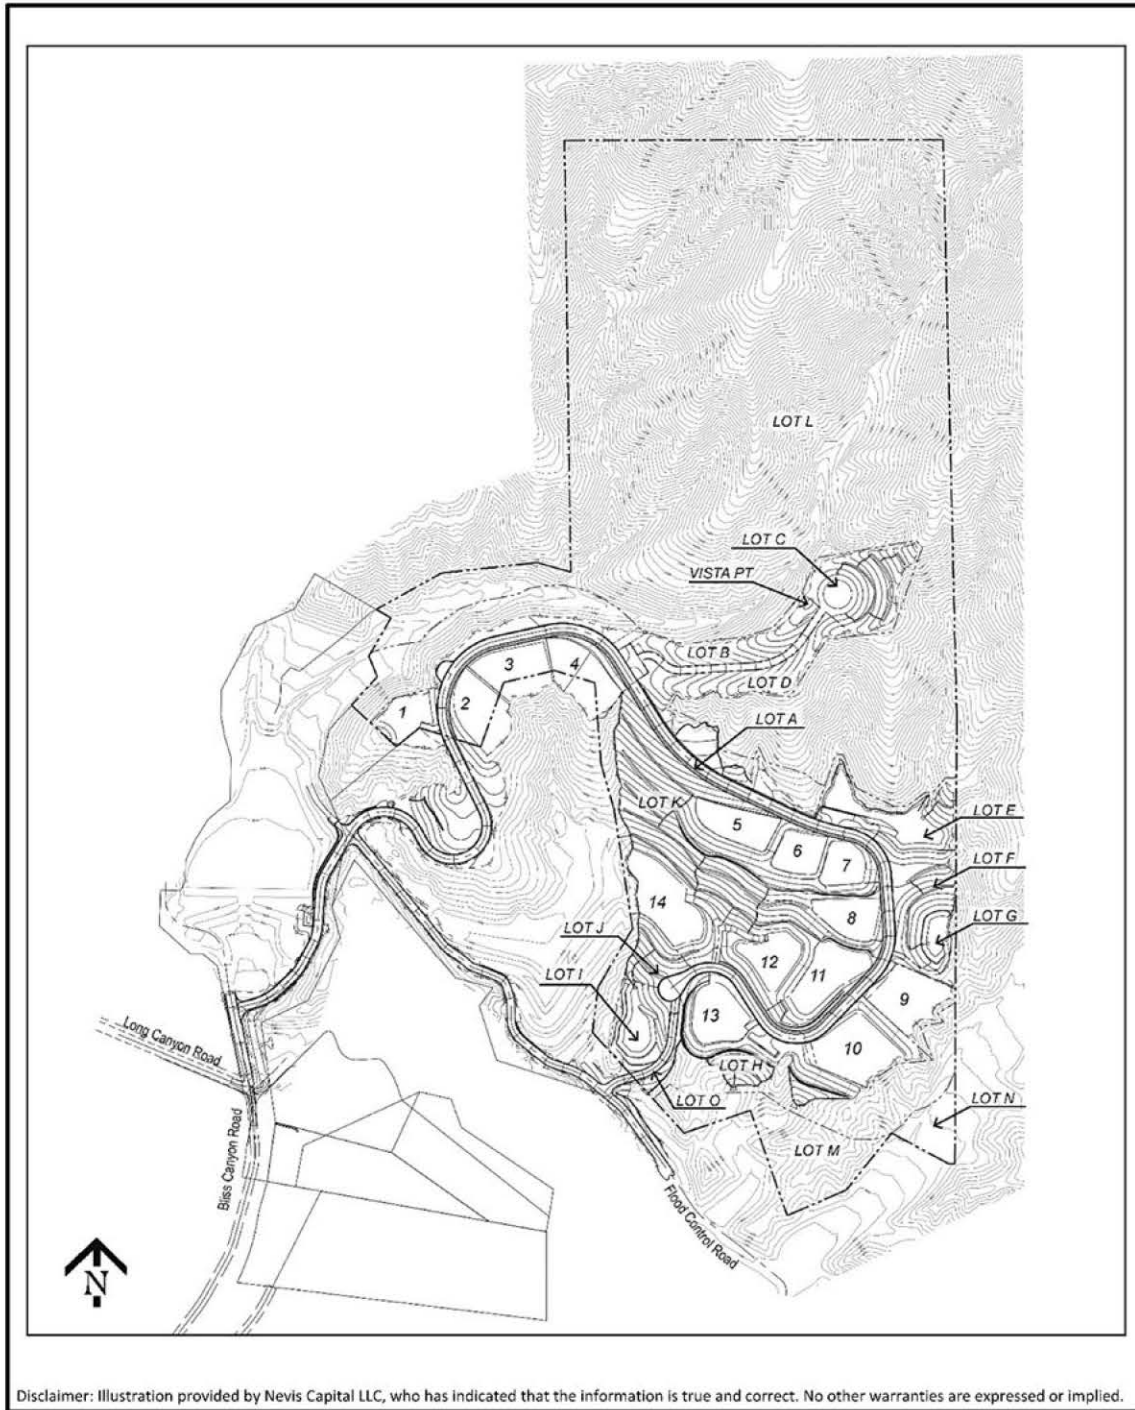 LOT L
LOT C
VISTA PT
LOT B
LOT D
3
4
2
1
LOT A
LOT K
5
6
7
LOT E
LOT F
14
8
LOT G
LOT J
LOT I
12
11
9
13
10
LOT H
LOT O
LOT N
LOT M
Long Canyon Road
Bliss Canyon Road
Flood Control Road
N
Disclaimer: Illustration provided by Nevis Capital LLC, who has indicated that the information is true and correct. No other warranties are expressed or implied.